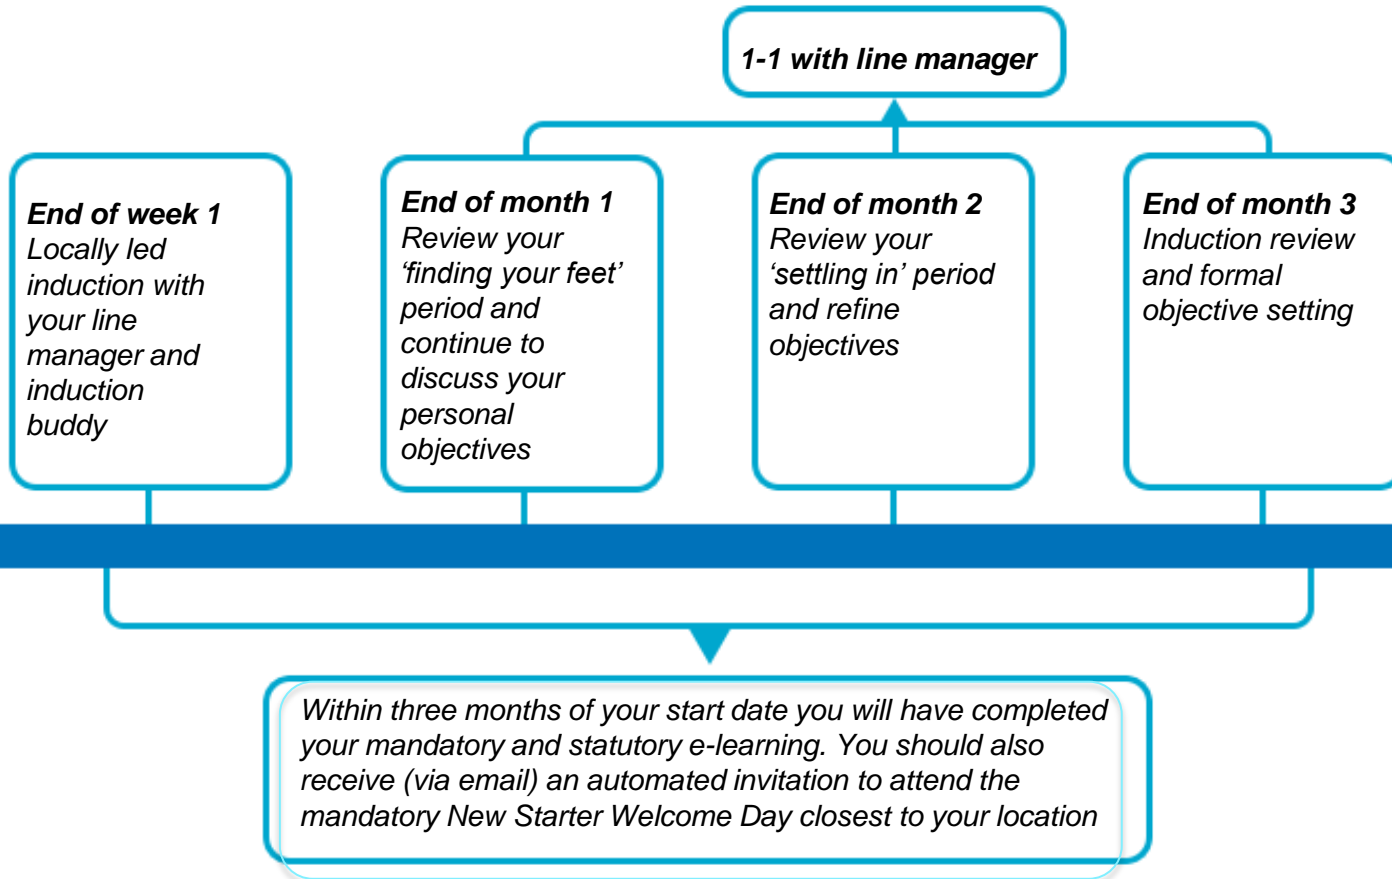 1-1 with line manager
End of week 1
Locally led
induction with
your line
manager and
induction
buddy
End of month 1
Review your
‘finding your feet’
period and
continue to
discuss your
personal
objectives
End of month 2
Review your
‘settling in’ period
and refine
objectives
End of month 3
Induction review
and formal
objective setting
Within three months of your start date you will have completed
your mandatory and statutory e-learning. You should also
receive (via email) an automated invitation to attend the
mandatory New Starter Welcome Day closest to your location